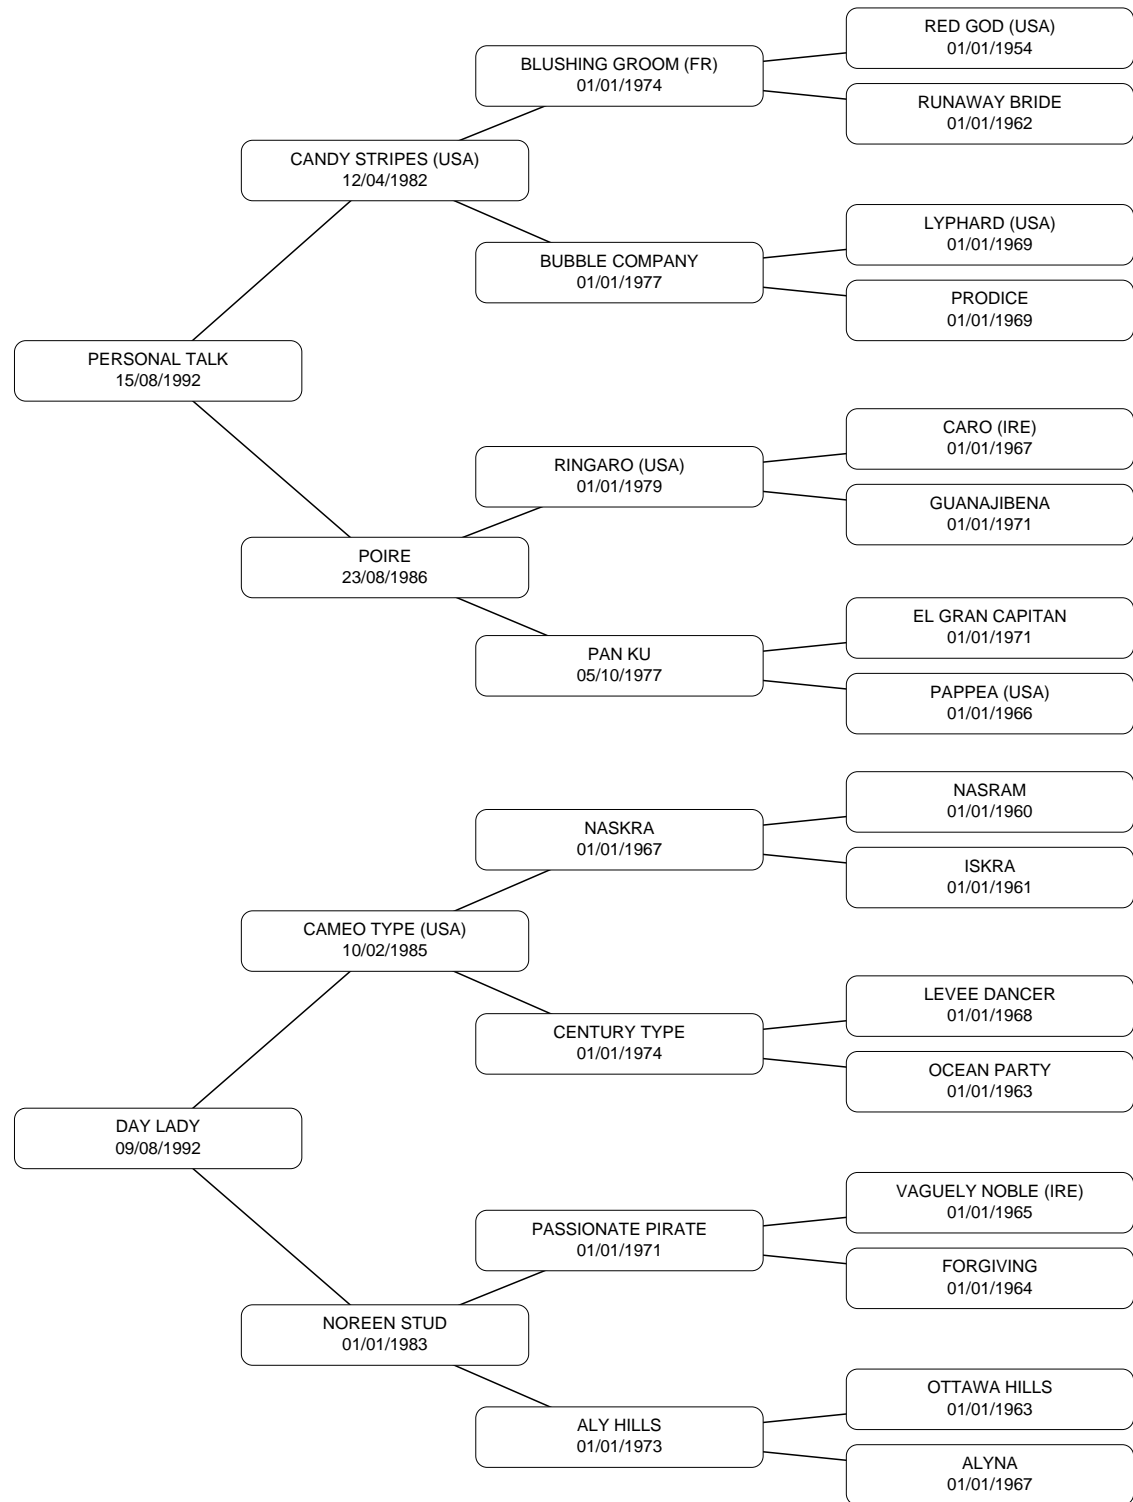 RED GOD (USA)
01/01/1954
BLUSHING GROOM (FR)
01/01/1974
RUNAWAY BRIDE
01/01/1962
CANDY STRIPES (USA)
12/04/1982
LYPHARD (USA)
01/01/1969
BUBBLE COMPANY
01/01/1977
PRODICE
01/01/1969
PERSONAL TALK
15/08/1992
CARO (IRE)
01/01/1967
RINGARO (USA)
01/01/1979
GUANAJIBENA
01/01/1971
POIRE
23/08/1986
EL GRAN CAPITAN
01/01/1971
PAN KU
05/10/1977
PAPPEA (USA)
01/01/1966
NASRAM
01/01/1960
NASKRA
01/01/1967
ISKRA
01/01/1961
CAMEO TYPE (USA)
10/02/1985
LEVEE DANCER
01/01/1968
CENTURY TYPE
01/01/1974
OCEAN PARTY
01/01/1963
DAY LADY
09/08/1992
VAGUELY NOBLE (IRE)
01/01/1965
PASSIONATE PIRATE
01/01/1971
FORGIVING
01/01/1964
NOREEN STUD
01/01/1983
OTTAWA HILLS
01/01/1963
ALY HILLS
01/01/1973
ALYNA
01/01/1967